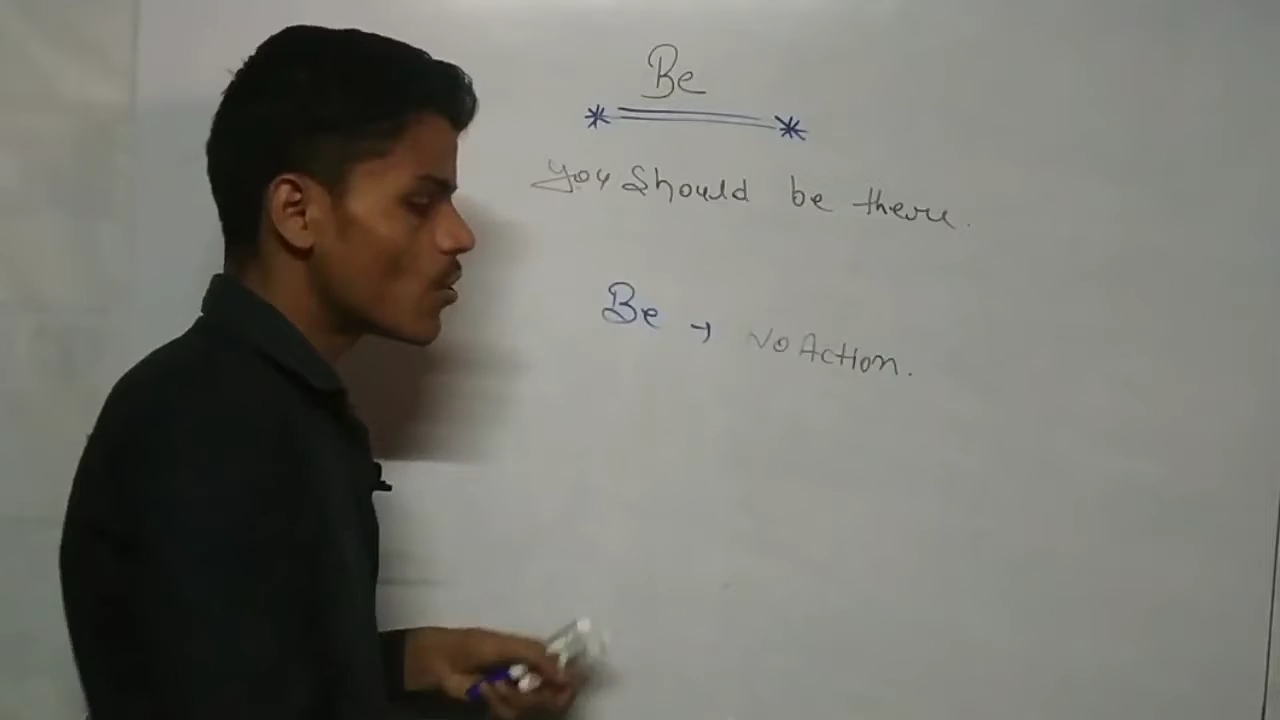 Be
You Should be there.
Be → No Action.